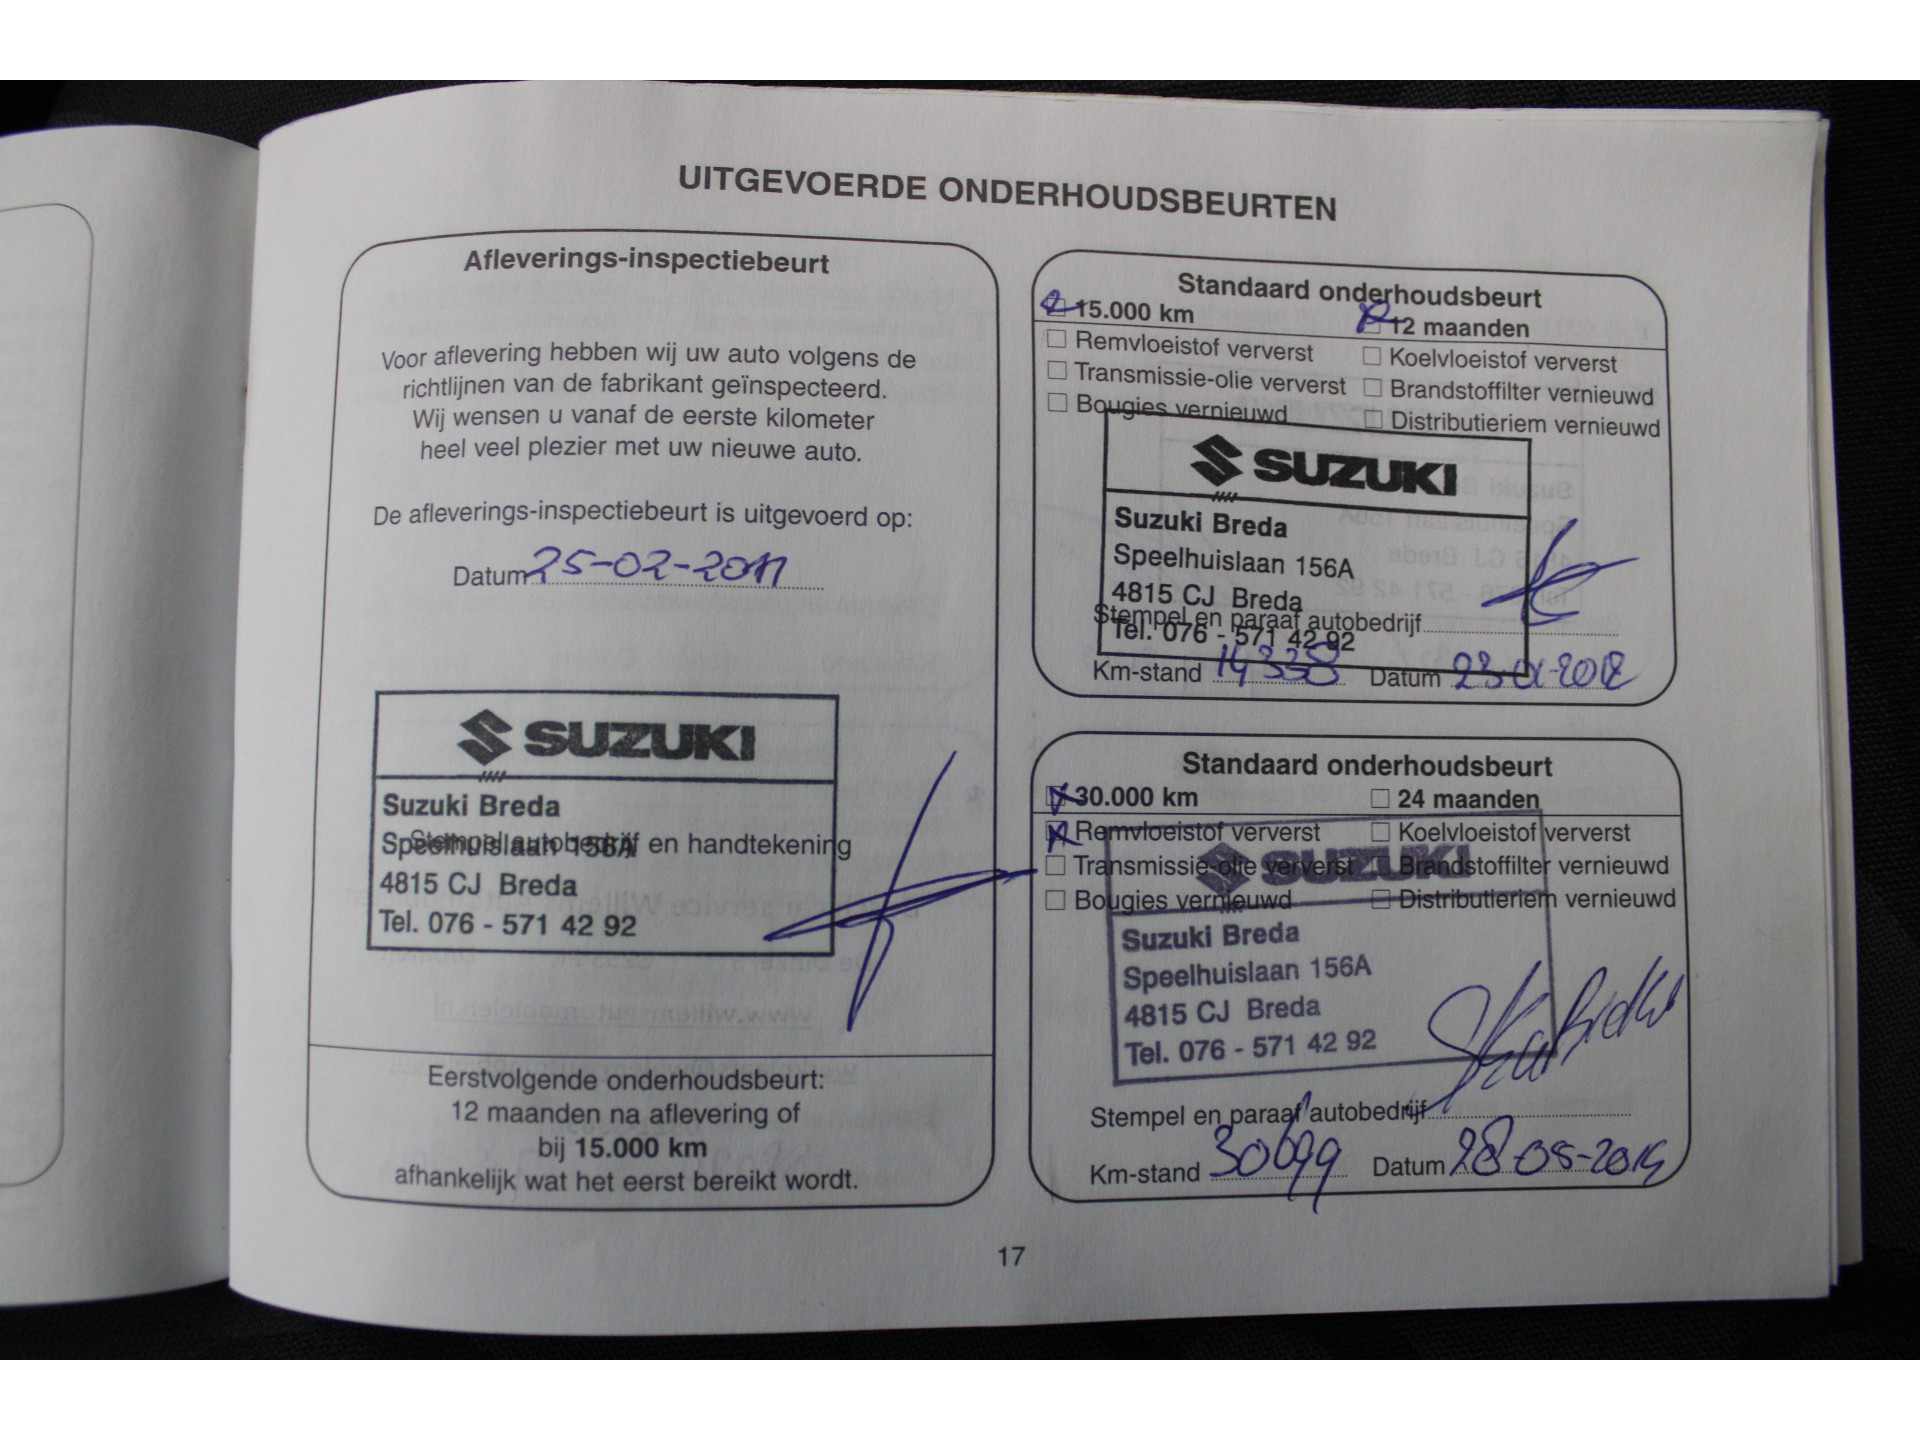 UITGEVOERDE ONDERHOUDSBEURTEN
Afleverings-inspectiebeurt
Voor aflevering hebben wij uw auto volgens de
richtlijnen van de fabrikant geïnspecteerd.
Wij wensen u vanaf de eerste kilometer
heel veel plezier met uw nieuwe auto.
De afleverings-inspectiebeurt is uitgevoerd op:
Datum 25-02-2011
SUZUKI
Suzuki Breda
Speelhuislaan 156A
Stempel autobedrijf en handtekening
4815 CJ Breda
Tel. 076 - 571 42 92
Eerstvolgende onderhoudsbeurt:
12 maanden na aflevering of
bij 15.000 km
afhankelijk wat het eerst bereikt wordt.
Standaard onderhoudsbeurt
15.000 km 12 maanden
Remvloeistof ververst Koelvloeistof ververst
Transmissie-olie ververst Brandstoffilter vernieuwd
Bougies vernieuwd Distributieriem vernieuwd
SUZUKI
Suzuki Breda
Speelhuislaan 156A
4815 CJ Breda
Stempel en paraaf autobedrijf
Tel. 076 - 571 42 92
Km-stand 14338 Datum
Standaard onderhoudsbeurt
30.000 km 24 maanden
Remvloeistof ververst Koelvloeistof ververst
Transmissie-olie ververst Brandstoffilter vernieuwd
SUZUKI
Bougies vernieuwd Distributieriem vernieuwd
Suzuki Breda
Speelhuislaan 156A
4815 CJ Breda
Tel. 076 - 571 42 92
Stempel en paraaf autobedrijf
Km-stand 30699 Datum
17